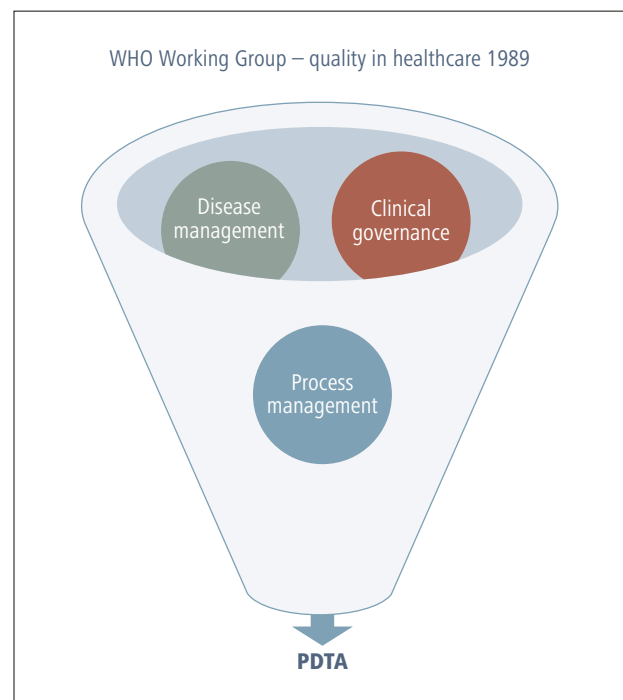 WHO Working Group – quality in healthcare 1989
Disease
management
Clinical
governance
Process
management
PDTA